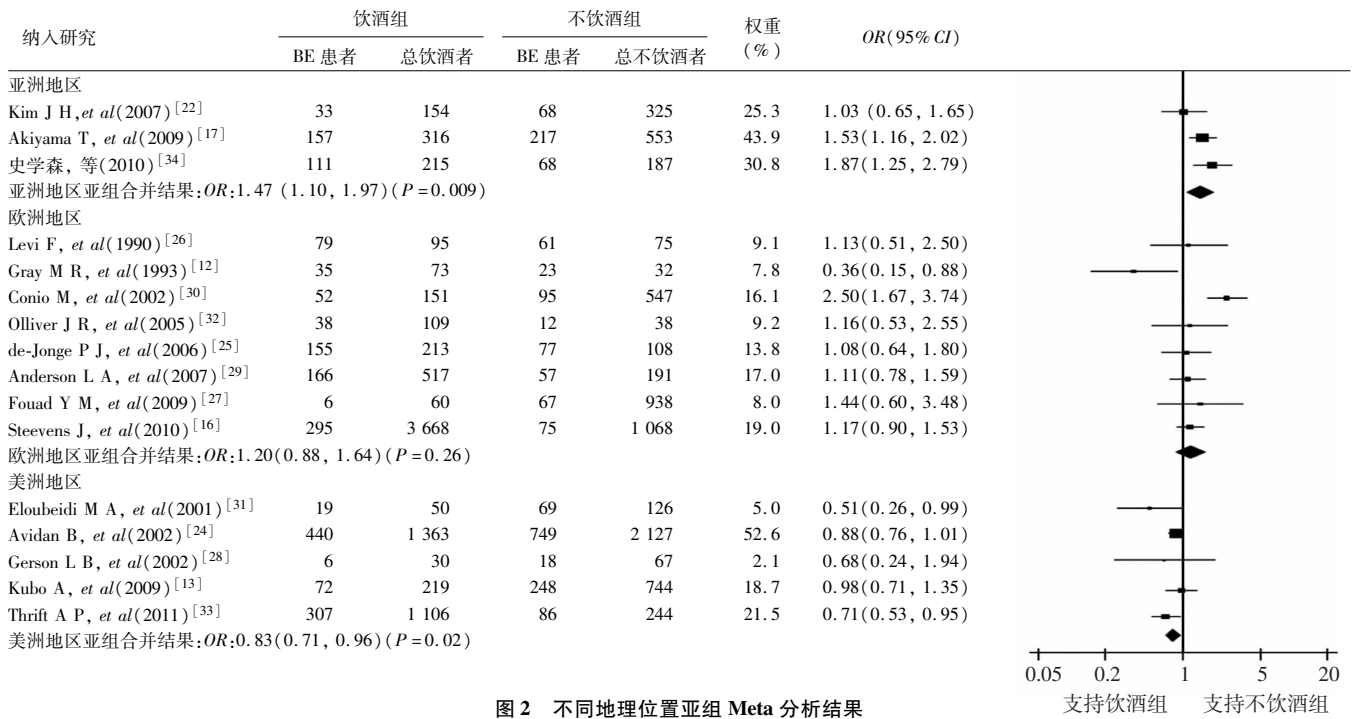 纳入研究 饮酒组 不饮酒组 权重(%) OR(95% CI)
BE 患者 总饮酒者 BE 患者 总不饮酒者
亚洲地区
Kim J H,et al(2007)[22] 33 154 68 325 25.3 1.03 (0.65, 1.65)
Akiyama T, et al(2009)[17] 157 316 217 553 43.9 1.53(1.16, 2.02)
史学森, 等(2010)[34] 111 215 68 187 30.8 1.87(1.25, 2.79)
亚洲地区亚组合并结果:OR:1.47 (1.10, 1.97)(P=0.009)
欧洲地区
Levi F, et al(1990)[26] 79 95 61 75 9.1 1.13(0.51, 2.50)
Gray M R, et al(1993)[12] 35 73 23 32 7.8 0.36(0.15, 0.88)
Conio M, et al(2002)[30] 52 151 95 547 16.1 2.50(1.67, 3.74)
Olliver J R, et al(2005)[32] 38 109 12 38 9.2 1.16(0.53, 2.55)
de-Jonge P J, et al(2006)[25] 155 213 77 108 13.8 1.08(0.64, 1.80)
Anderson L A, et al(2007)[29] 166 517 57 191 17.0 1.11(0.78, 1.59)
Fouad Y M, et al(2009)[27] 6 60 67 938 8.0 1.44(0.60, 3.48)
Steevens J, et al(2010)[16] 295 3 668 75 1 068 19.0 1.17(0.90, 1.53)
欧洲地区亚组合并结果:OR:1.20(0.88, 1.64)(P=0.26)
美洲地区
Eloubeidi M A, et al(2001)[31] 19 50 69 126 5.0 0.51(0.26, 0.99)
Avidan B, et al(2002)[24] 440 1 363 749 2 127 52.6 0.88(0.76, 1.01)
Gerson L B, et al(2002)[28] 6 30 18 67 2.1 0.68(0.24, 1.94)
Kubo A, et al(2009)[13] 72 219 248 744 18.7 0.98(0.71, 1.35)
Thrift A P, et al(2011)[33] 307 1 106 86 244 21.5 0.71(0.53, 0.95)
美洲地区亚组合并结果:OR:0.83(0.71, 0.96)(P=0.02)
0.05 0.2 1 5 20
支持饮酒组 支持不饮酒组
图 2 不同地理位置亚组 Meta 分析结果